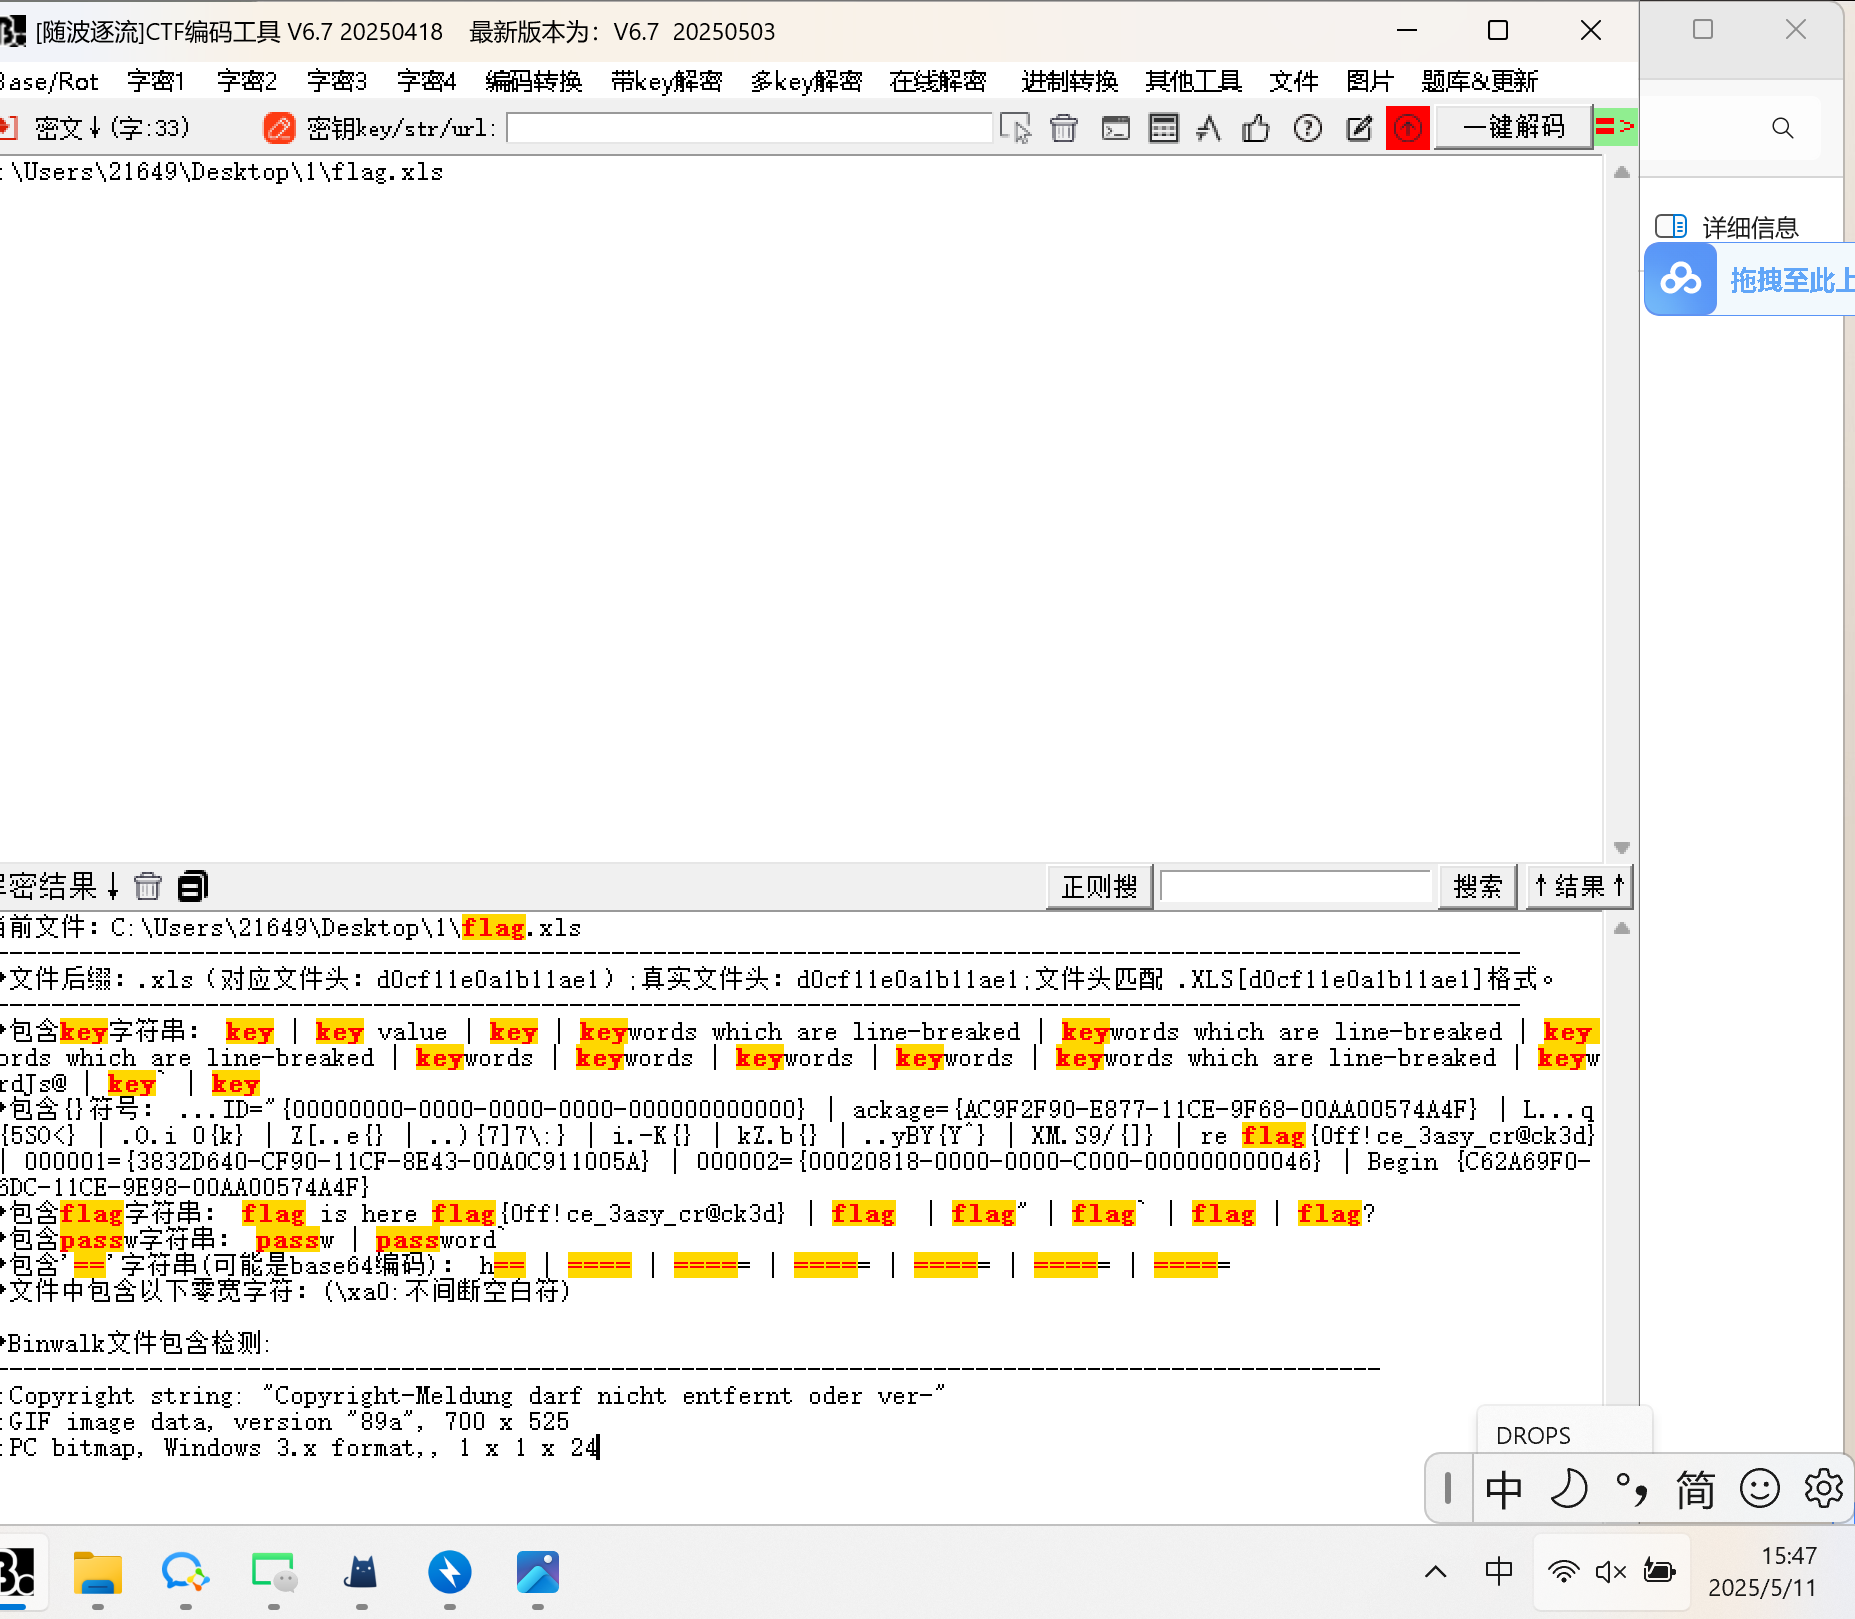 [随波逐流]CTF编码工具 V6.7 20250418 最新版本为: V6.7 20250503
Base/Rot 字密1 字密2 字密3 字密4 编码转换 带key解密 多key解密 在线解密 进制转换 其他工具 文件 图片 题库&更新
密文↓(字:33) 密钥key/str/url: 一键解码 =>
:\Users\21649\Desktop\1\flag.xls
详细信息
拖拽至此上
解密结果↓ 正则搜 搜索 ↑结果↑
当前文件: C:\Users\21649\Desktop\1\flag.xls
文件后缀: .xls (对应文件头: d0cf11e0a1b11ae1) ;真实文件头: d0cf11e0a1b11ae1;文件头匹配 .XLS[d0cf11e0a1b11ae1]格式。
包含key字符串: key | key value | key | keywords which are line-breaked | keywords which are line-breaked | key
ords which are line-breaked | keywords | keywords | keywords | keywords | keywords which are line-breaked | keyw
rdJs@ | key` | key
包含{}符号: ...ID="{00000000-0000-0000-0000-000000000000} | ackage={AC9F2F90-E877-11CE-9F68-00AA00574A4F} | L...q
{5SO<} | .O.i O{k} | Z[..e{} | ..){7]7\:} | i.-K{} | kZ.b{} | ..yBY{Y^} | XM.S9/{]} | re flag{0ff!ce_3asy_cr@ck3d}
| 000001={3832D640-CF90-11CF-8E43-00A0C911005A} | 000002={00020818-0000-0000-C000-000000000046} | Begin {C62A69F0-
6DC-11CE-9E98-00AA00574A4F}
包含flag字符串: flag is here flag{0ff!ce_3asy_cr@ck3d} | flag | flag" | flag` | flag | flag?
包含passw字符串: passw | password`
包含'=='字符串(可能是base64编码): h== | ==== | ===== | ===== | ===== | ===== | =====
文件中包含以下零宽字符: (\xa0:不间断空白符)
Binwalk文件包含检测:
:Copyright string: "Copyright-Meldung darf nicht entfernt oder ver-"
:GIF image data, version "89a", 700 x 525
:PC bitmap, Windows 3.x format,, 1 x 1 x 24
DROPS
中 °, 简
中
15:47
2025/5/11